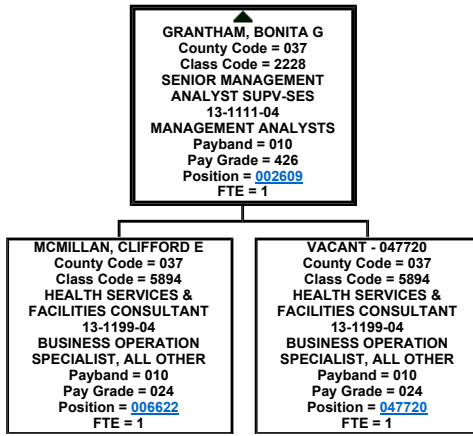 GRANTHAM, BONITA G
County Code = 037
Class Code = 2228
SENIOR MANAGEMENT
ANALYST SUPV-SES
13-1111-04
MANAGEMENT ANALYSTS
Payband = 010
Pay Grade = 426
Position = 002609
FTE = 1
MCMILLAN, CLIFFORD E
County Code = 037
Class Code = 5894
HEALTH SERVICES &
FACILITIES CONSULTANT
13-1199-04
BUSINESS OPERATION
SPECIALIST, ALL OTHER
Payband = 010
Pay Grade = 024
Position = 006622
FTE = 1
VACANT - 047720
County Code = 037
Class Code = 5894
HEALTH SERVICES &
FACILITIES CONSULTANT
13-1199-04
BUSINESS OPERATION
SPECIALIST, ALL OTHER
Payband = 010
Pay Grade = 024
Position = 047720
FTE = 1